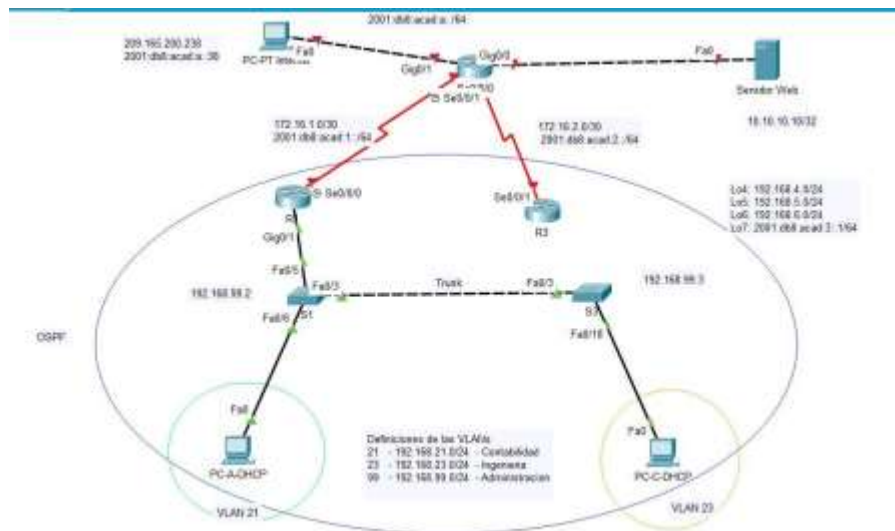 2001:db8:acad:a: :/64
209.165.200.238
2001:db8:acad:a: :38
Fa0
PC-PT
Gig0/1
Gig0/0
Fa0
Servidor Web
10.10.10.10/32
Se0/0/1
172.16.1.0/30
2001:db8:acad:1: :/64
172.16.2.0/30
2001:db8:acad:2: :/64
Se0/0/0
Gig0/1
Se0/0/1
R3
Lo4: 192.168.4.0/24
Lo5: 192.168.5.0/24
Lo6: 192.168.6.0/24
Lo7: 2001:db8:acad:3: :1/64
Fa0/5
192.168.99.2
Fa0/3
Trunk
Fa0/3
192.168.99.3
S1
Fa0/6
Fa0/18
OSPF
Fa0
PC-A-DHCP
VLAN 21
Definiciones de las VLANs
21 - 192.168.21.0/24 - Contabilidad
23 - 192.168.23.0/24 - Ingenieria
99 - 192.168.99.0/24 - Administracion
Fa0
PC-C-DHCP
VLAN 23